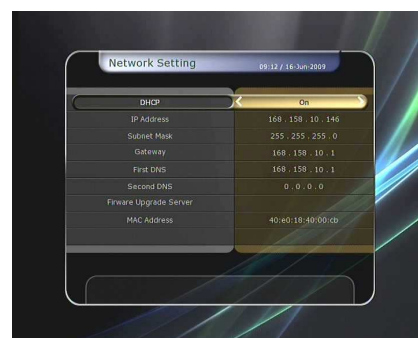 Network Setting 09:12 / 16-Jun-2009
DHCP On
IP Address 168 . 158 . 10 . 146
Subnet Mask 255 . 255 . 255 . 0
Gateway 168 . 158 . 10 . 1
First DNS 168 . 158 . 10 . 1
Second DNS 0 . 0 . 0 . 0
Firware Upgrade Server
MAC Address 40:e0:18:40:00:cb